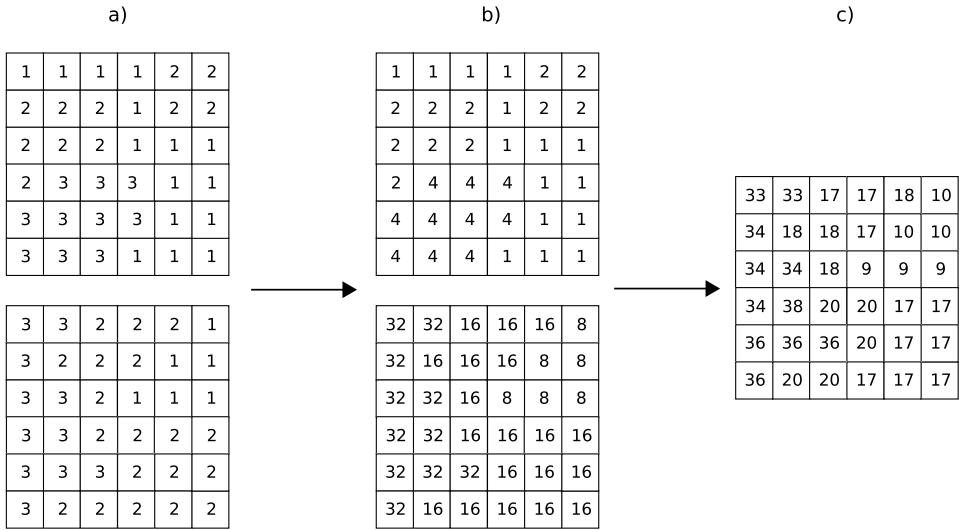 a) b) c)
1 1 1 1 2 2
2 2 2 1 2 2
2 2 2 1 1 1
2 3 3 3 1 1
3 3 3 3 1 1
3 3 3 1 1 1
3 3 2 2 2 1
3 2 2 2 1 1
3 3 2 1 1 1
3 3 2 2 2 2
3 3 3 2 2 2
3 2 2 2 2 2
1 1 1 1 2 2
2 2 2 1 2 2
2 2 2 1 1 1
2 4 4 4 1 1
4 4 4 4 1 1
4 4 4 1 1 1
32 32 16 16 16 8
32 16 16 16 8 8
32 32 16 8 8 8
32 32 16 16 16 16
32 32 32 16 16 16
32 16 16 16 16 16
33 33 17 17 18 10
34 18 18 17 10 10
34 34 18 9 9 9
34 38 20 20 17 17
36 36 36 20 17 17
36 20 20 17 17 17